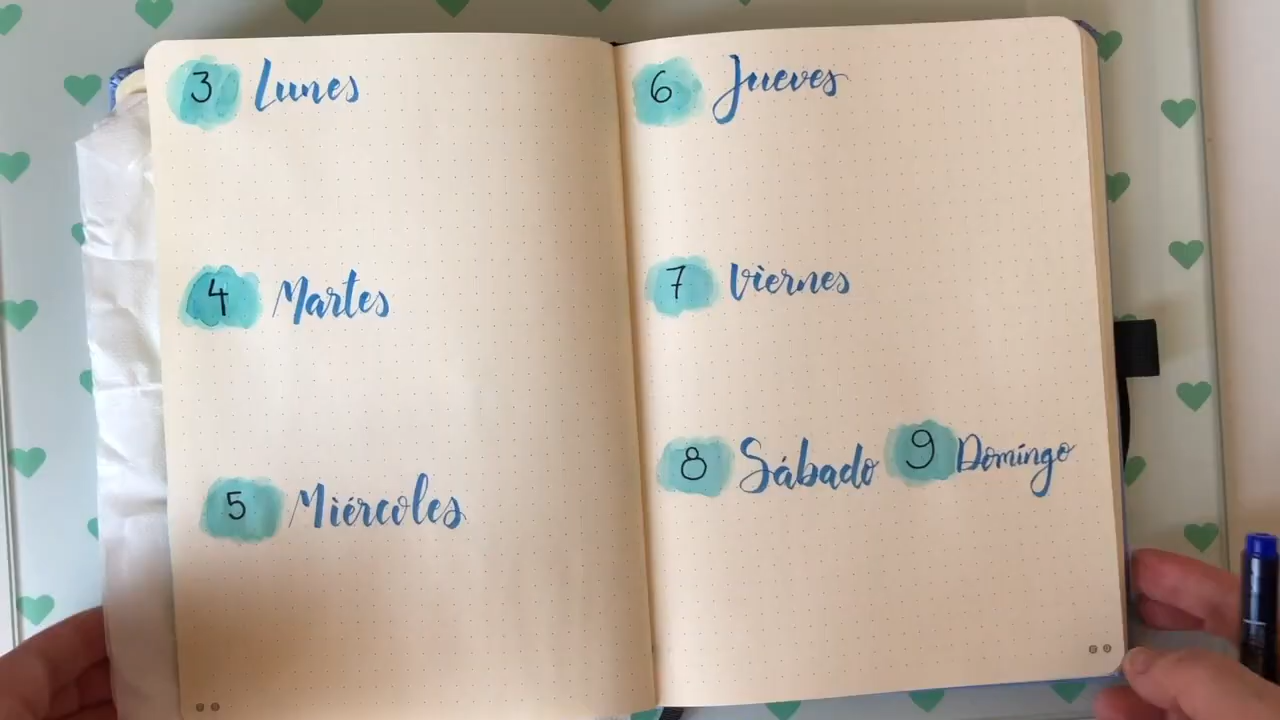 3 Lunes
4 Martes
5 Miércoles
6 Jueves
7 Viernes
8 Sábado 9 Domingo